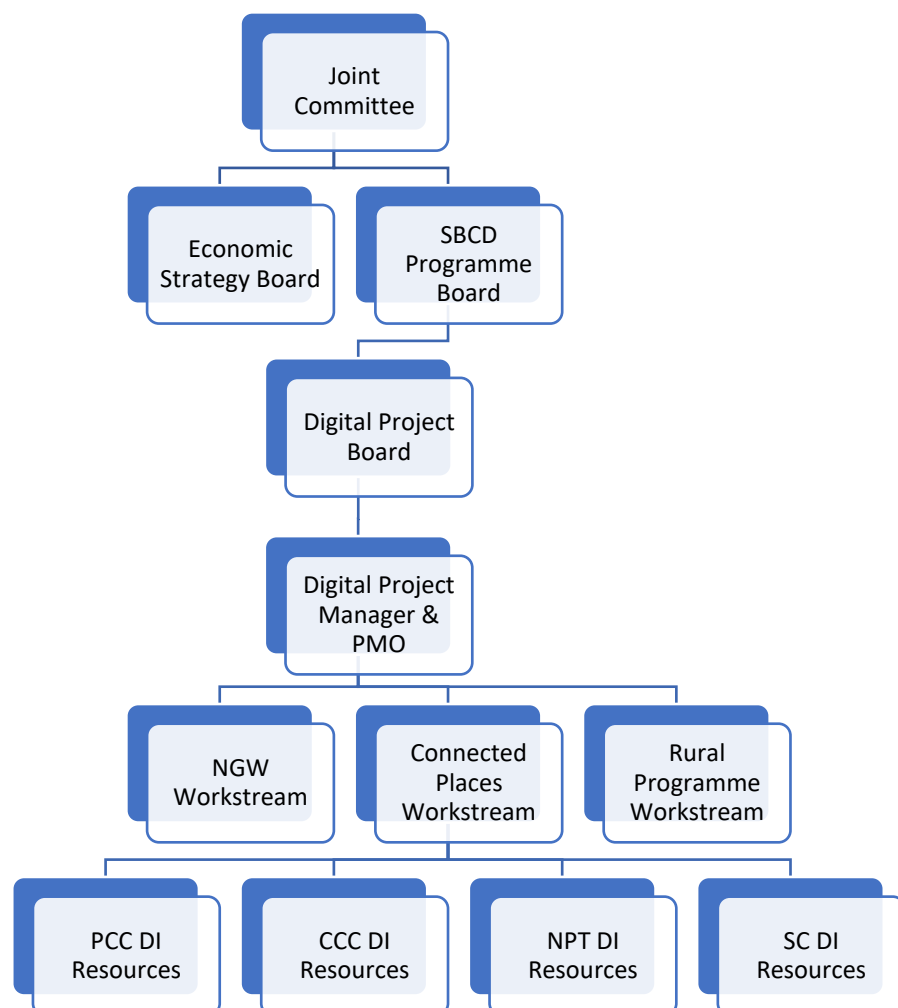 Joint
Committee
Economic
Strategy Board
SBCD
Programme
Board
Digital Project
Board
Digital Project
Manager &
PMO
NGW
Workstream
Connected
Places
Workstream
Rural
Programme
Workstream
PCC DI
Resources
CCC DI
Resources
NPT DI
Resources
SC DI
Resources